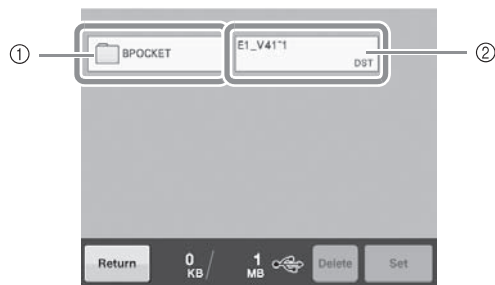 ① BPOCKET
E1_V41~1 ②
DST
Return 0 KB / 1 MB Delete Set